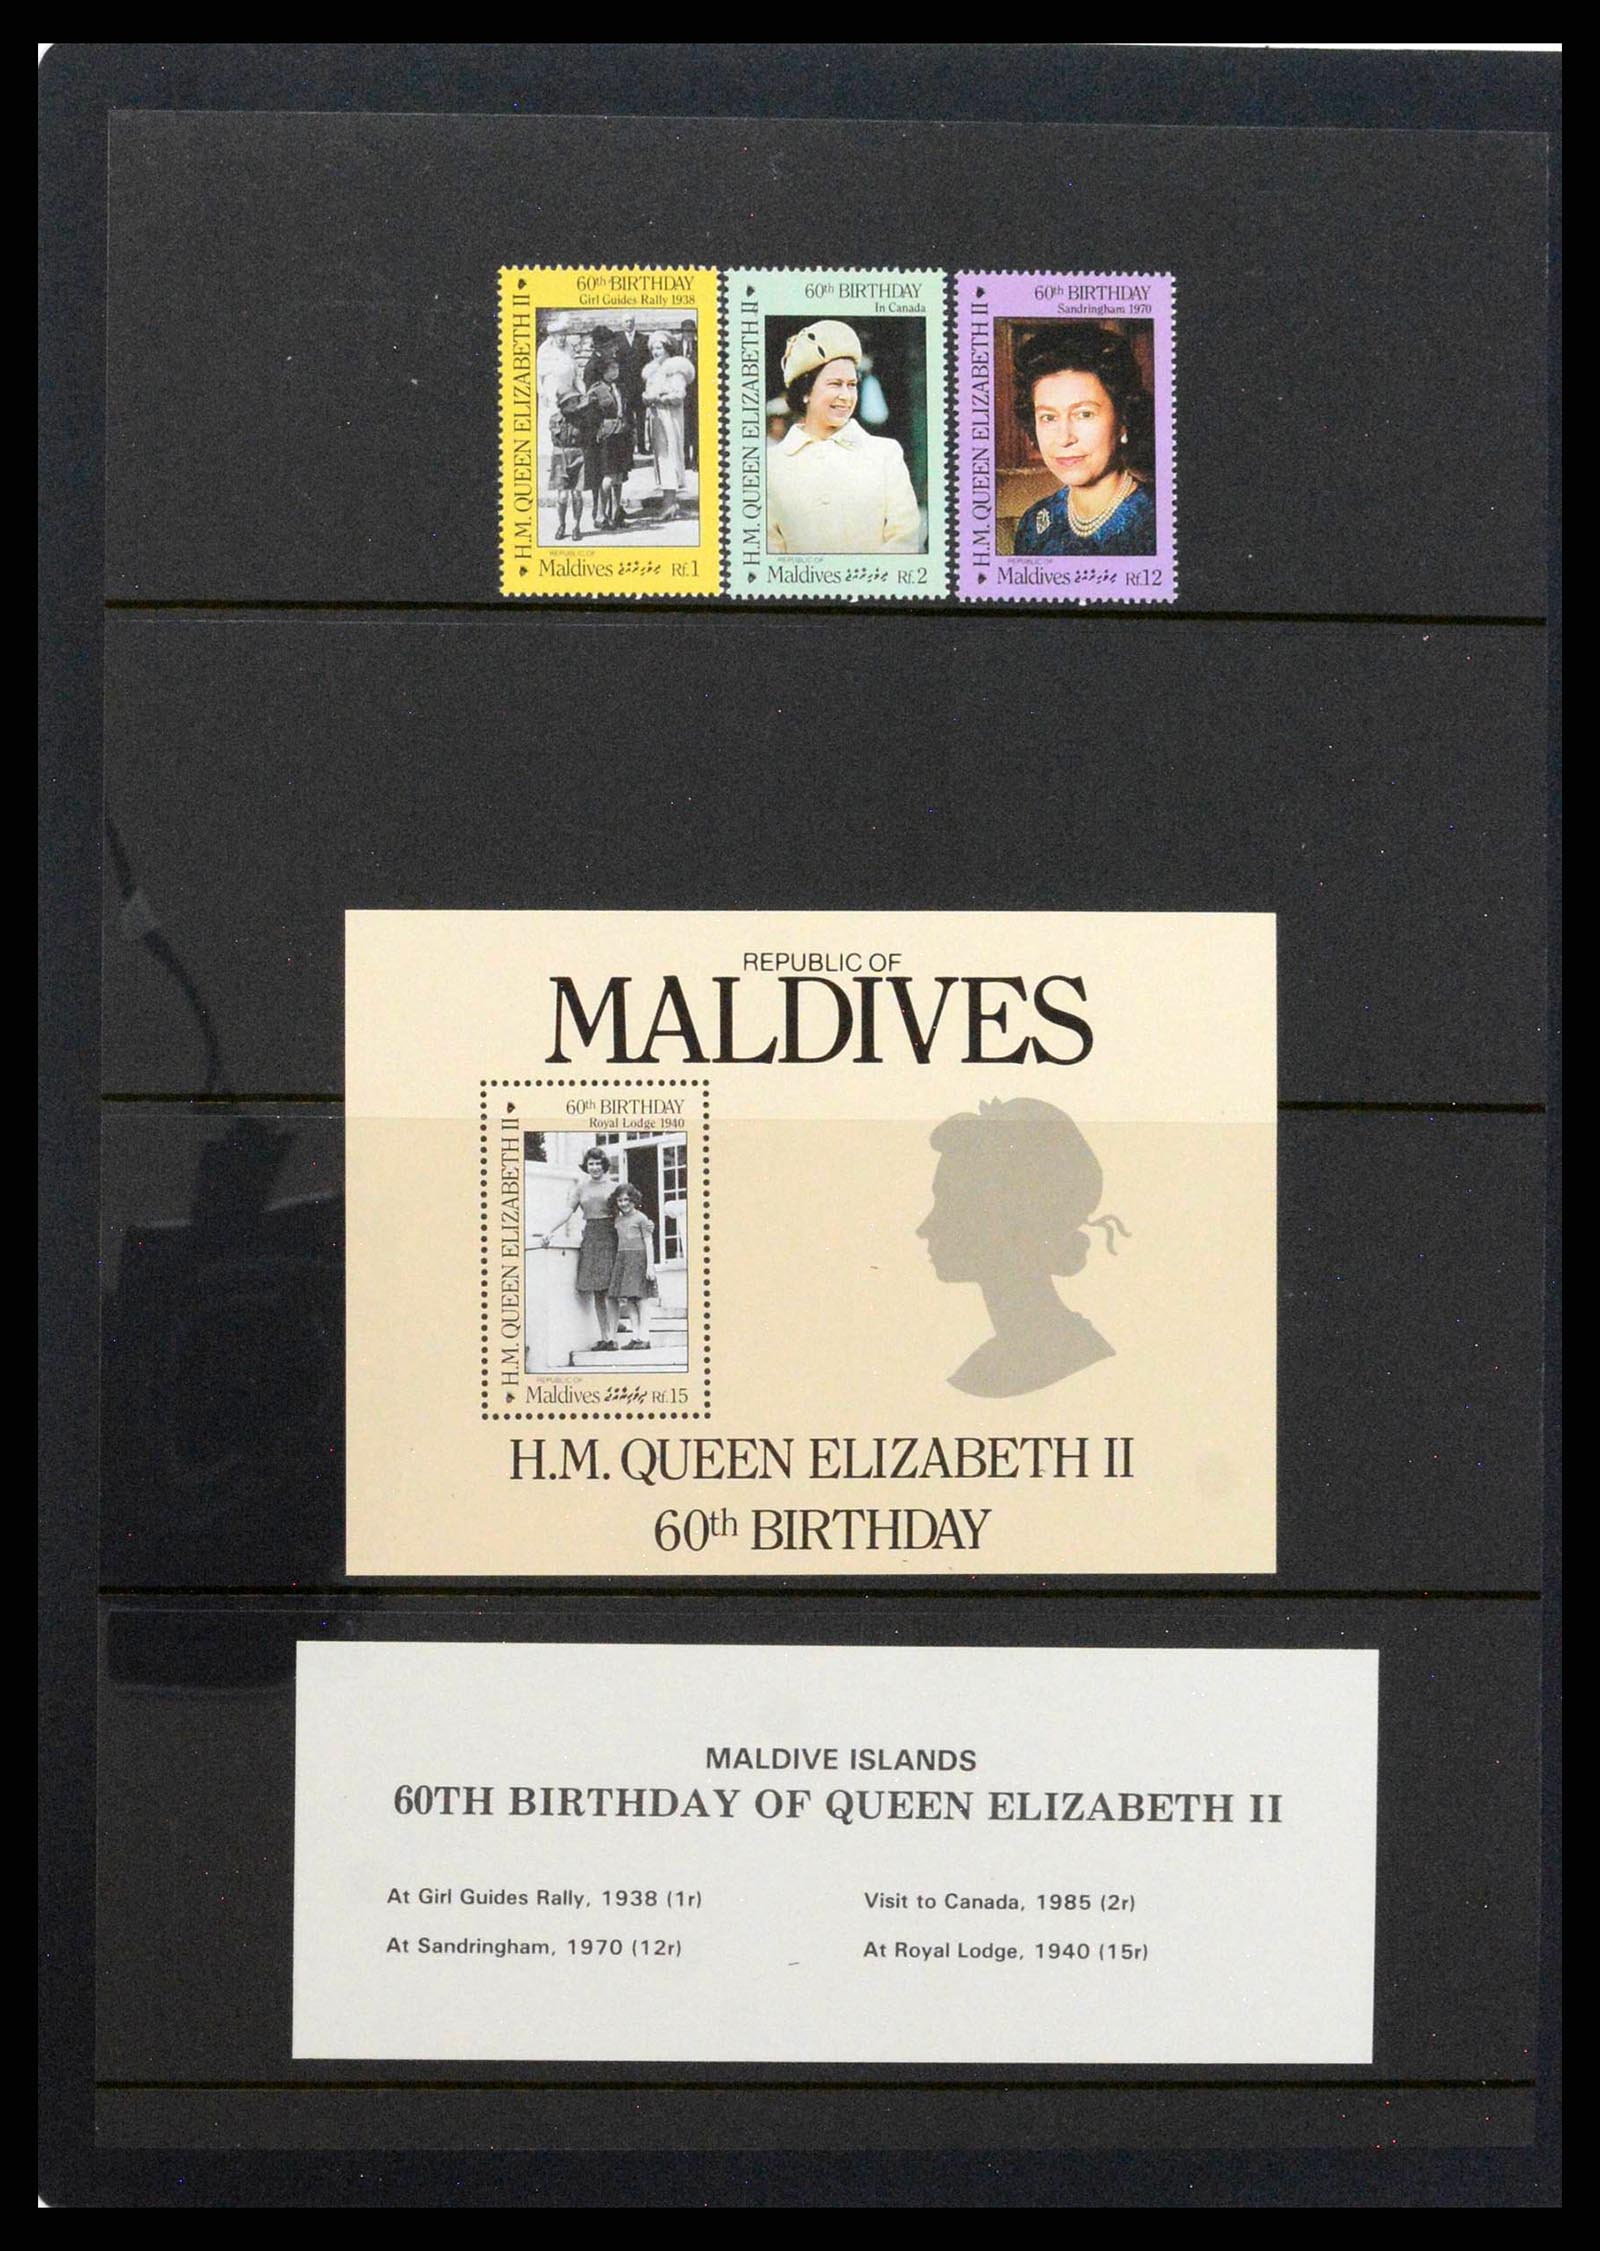 60th BIRTHDAY
Girl Guides Rally 1938
H.M. QUEEN ELIZABETH II
REPUBLIC OF
Maldives ދިވެހިރާއްޖެ Rf.1
60th BIRTHDAY
In Canada
H.M. QUEEN ELIZABETH II
REPUBLIC OF
Maldives Rf.2
60th BIRTHDAY
Sandringham 1970
H.M. QUEEN ELIZABETH II
REPUBLIC OF
Maldives Rf.12
REPUBLIC OF
MALDIVES
60th BIRTHDAY
Royal Lodge 1940
H.M. QUEEN ELIZABETH II
REPUBLIC OF
Maldives Rf.15
H.M. QUEEN ELIZABETH II
60th BIRTHDAY
MALDIVE ISLANDS
60TH BIRTHDAY OF QUEEN ELIZABETH II
At Girl Guides Rally, 1938 (1r)
Visit to Canada, 1985 (2r)
At Sandringham, 1970 (12r)
At Royal Lodge, 1940 (15r)